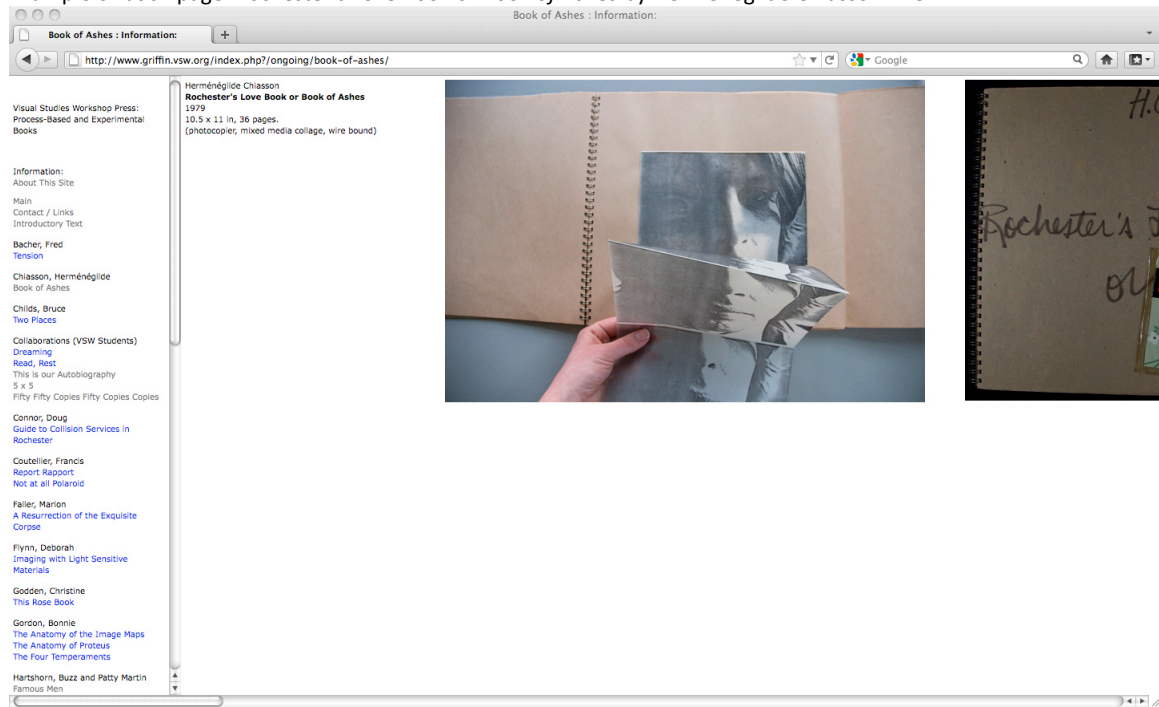 Book of Ashes : Information:
Book of Ashes : Information:
http://www.griffin.vsw.org/index.php?/ongoing/book-of-ashes/
Google
Visual Studies Workshop Press:
Process-Based and Experimental
Books
Information:
About This Site
Main
Contact / Links
Introductory Text
Bacher, Fred
Tension
Chiasson, Herménégilde
Book of Ashes
Childs, Bruce
Two Places
Collaborations (VSW Students)
Dreaming
Read, Rest
This is our Autobiography
5 x 5
Fifty Fifty Copies Fifty Copies Copies
Connor, Doug
Guide to Collision Services in
Rochester
Coutellier, Francis
Report Rapport
Not at all Polaroid
Faller, Marion
A Resurrection of the Exquisite
Corpse
Flynn, Deborah
Imaging with Light Sensitive
Materials
Godden, Christine
This Rose Book
Gordon, Bonnie
The Anatomy of the Image Maps
The Anatomy of Proteus
The Four Temperaments
Hartshorn, Buzz and Patty Martin
Famous Men
Herménégilde Chiasson
Rochester's Love Book or Book of Ashes
1979
10.5 x 11 in, 36 pages.
(photocopier, mixed media collage, wire bound)
Rochester's
or